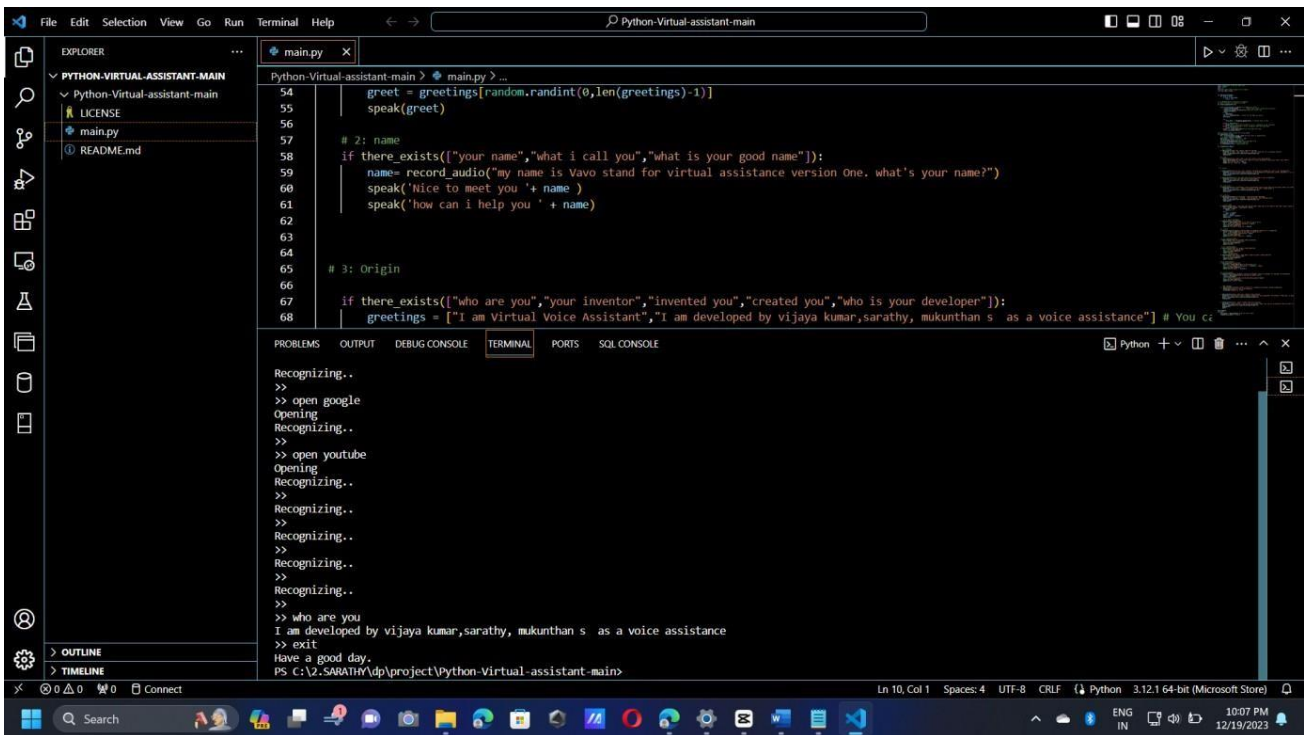 File Edit Selection View Go Run Terminal Help Python-Virtual-assistant-main
EXPLORER
PYTHON-VIRTUAL-ASSISTANT-MAIN
Python-Virtual-assistant-main
LICENSE
main.py
README.md
OUTLINE
TIMELINE
main.py
Python-Virtual-assistant-main > main.py > ...
54 greet = greetings[random.randint(0,len(greetings)-1)]
55 speak(greet)
56
57 # 2: name
58 if there_exists(["your name","what i call you","what is your good name"]):
59 name= record_audio("my name is Vavo stand for virtual assistance version One. what's your name?")
60 speak('Nice to meet you '+ name )
61 speak('how can i help you ' + name)
62
63
64
65 # 3: Origin
66
67 if there_exists(["who are you","your inventor","invented you","created you","who is your developer"]):
68 greetings = ["I am Virtual Voice Assistant","I am developed by vijaya kumar,sarathy, mukunthan s  as a voice assistance"] # You ca
PROBLEMS OUTPUT DEBUG CONSOLE TERMINAL PORTS SQL CONSOLE
Python
Recognizing..
>>
>> open google
Opening
Recognizing..
>>
>> open youtube
Opening
Recognizing..
>>
Recognizing..
>>
Recognizing..
>>
Recognizing..
>>
Recognizing..
>>
>> who are you
I am developed by vijaya kumar,sarathy, mukunthan s  as a voice assistance
>> exit
Have a good day.
PS C:\2.SARATHY\dp\project\Python-Virtual-assistant-main>
0 0 0 Connect Ln 10, Col 1 Spaces: 4 UTF-8 CRLF Python 3.12.1 64-bit (Microsoft Store)
Search ENG IN 10:07 PM 12/19/2023